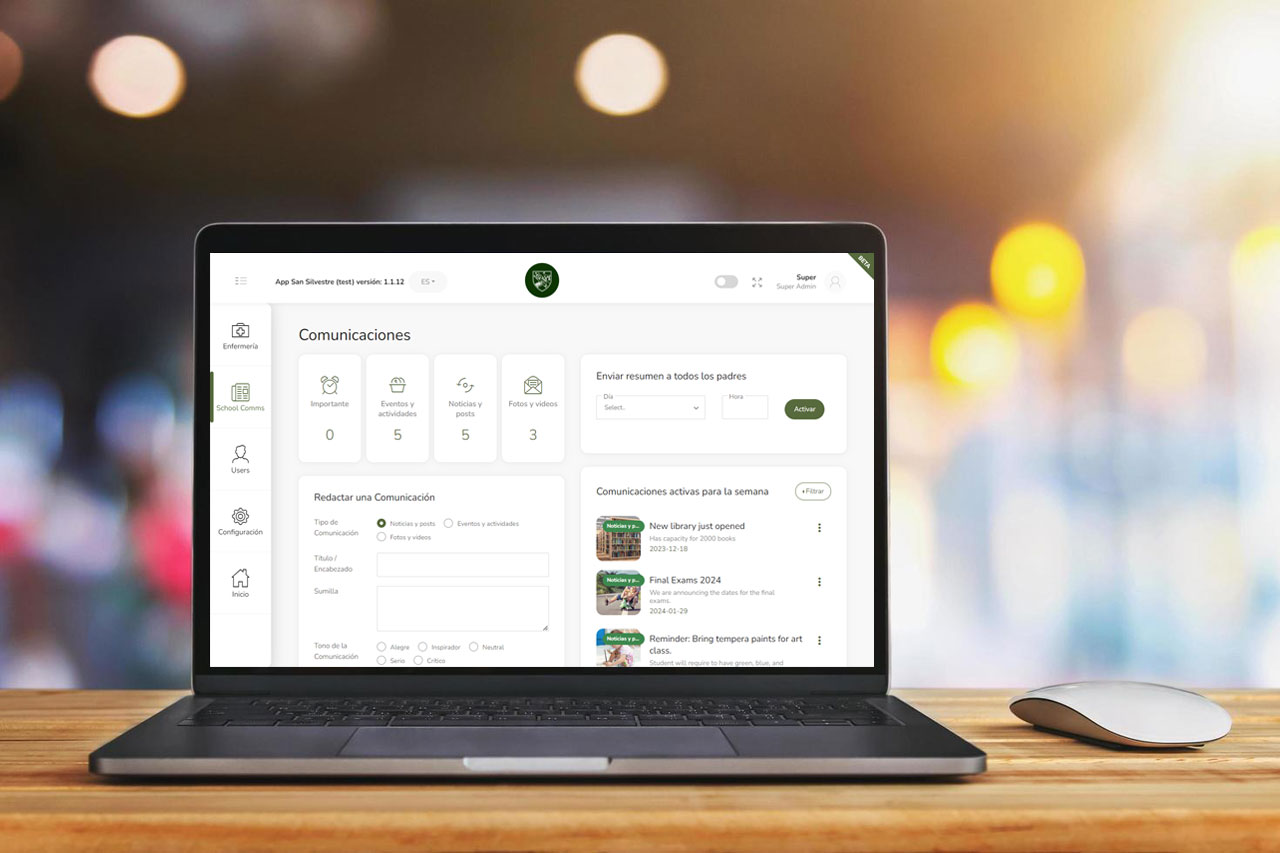 App San Silvestre (test) versión: 1.1.12
ES
Super
Super Admin
BETA
Enfermería
School Comms
Users
Configuración
Inicio
Comunicaciones
Importante
0
Eventos y
actividades
5
Noticias y
posts
5
Fotos y videos
3
Enviar resumen a todos los padres
Día
Select..
Hora
Activar
Redactar una Comunicación
Tipo de
Comunicación
Noticias y posts
Eventos y actividades
Fotos y videos
Título /
Encabezado
Sumilla
Tono de la
Comunicación
Alegre
Inspirador
Neutral
Serio
Crítico
Comunicaciones activas para la semana
+Filtrar
Noticias y p...
New library just opened
Has capacity for 2000 books
2023-12-18
Noticias y p...
Final Exams 2024
We are announcing the dates for the final
exams.
2024-01-29
Noticias y p...
Reminder: Bring tempera paints for art
class.
Student will require to have green, blue, and